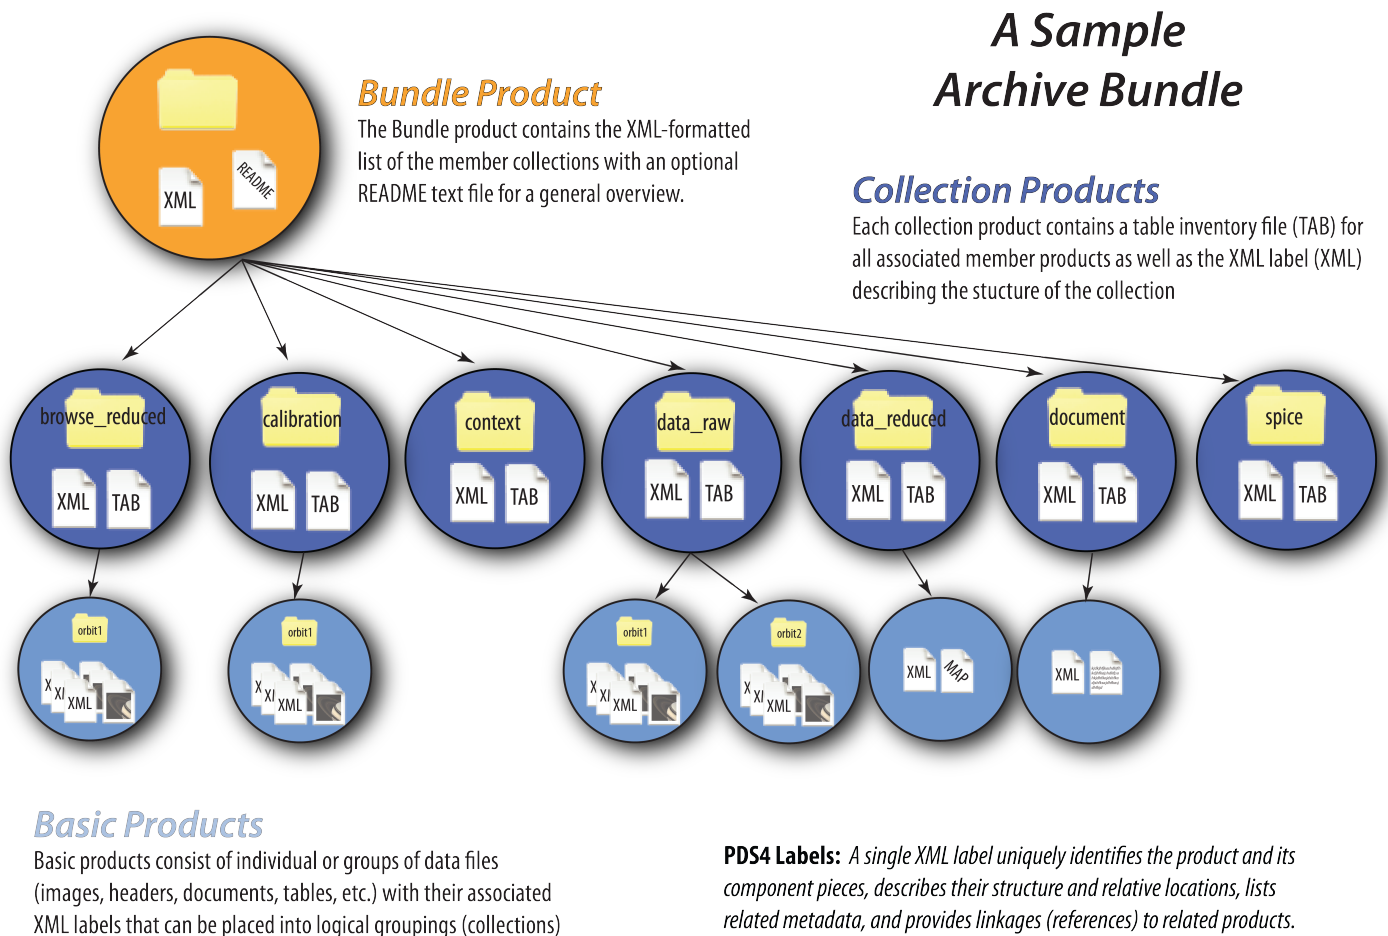 A Sample
Archive Bundle
Bundle Product
The Bundle product contains the XML-formatted
list of the member collections with an optional
README text file for a general overview.
XML
README
Collection Products
Each collection product contains a table inventory file (TAB) for
all associated member products as well as the XML label (XML)
describing the stucture of the collection
browse_reduced
XML TAB
calibration
XML TAB
context
XML TAB
data_raw
XML TAB
data_reduced
XML TAB
document
XML TAB
spice
XML TAB
orbit1
X XI XML
orbit1
X XI XML
orbit1
X XI XML
orbit2
X XI XML
XML MAP
XML
Basic Products
Basic products consist of individual or groups of data files
(images, headers, documents, tables, etc.) with their associated
XML labels that can be placed into logical groupings (collections)
PDS4 Labels: A single XML label uniquely identifies the product and its
component pieces, describes their structure and relative locations, lists
related metadata, and provides linkages (references) to related products.